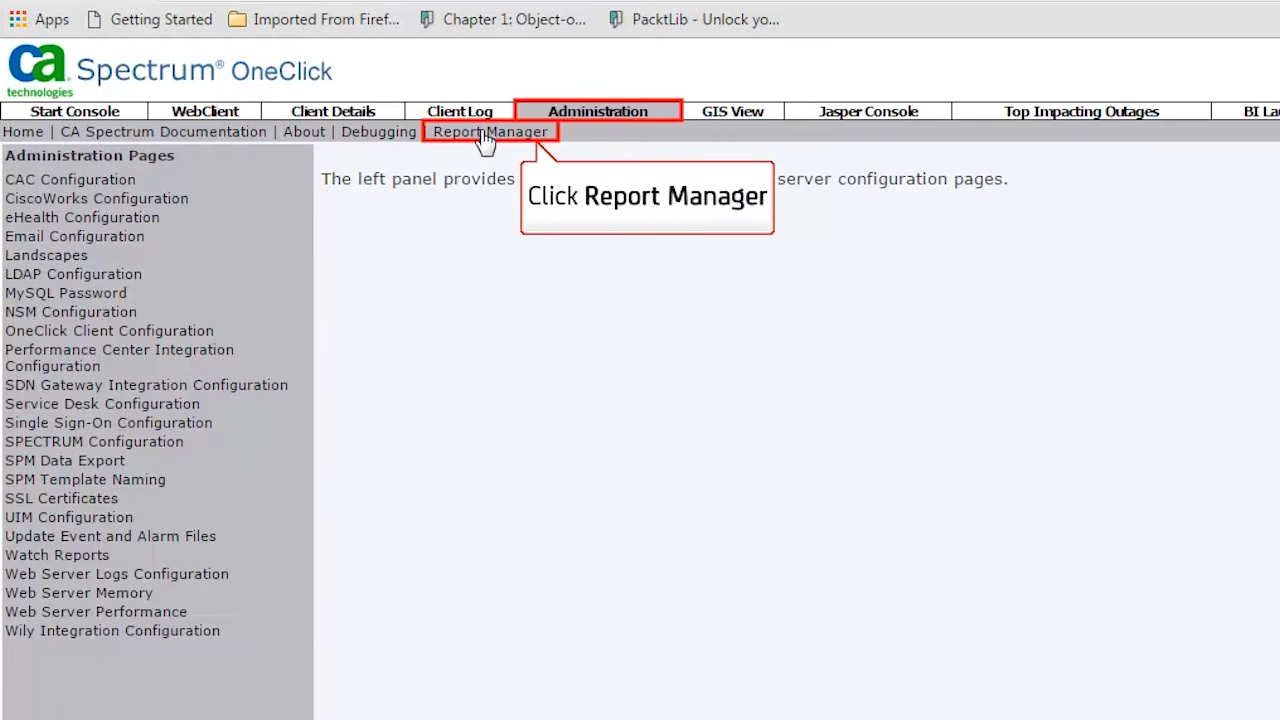 Apps Getting Started Imported From Firef... Chapter 1: Object-o... PacktLib - Unlock yo...
ca technologies Spectrum® OneClick
Start Console WebClient Client Details Client Log Administration GIS View Jasper Console Top Impacting Outages BI La
Home | CA Spectrum Documentation | About | Debugging Report Manager
Administration Pages
CAC Configuration
CiscoWorks Configuration
eHealth Configuration
Email Configuration
Landscapes
LDAP Configuration
MySQL Password
NSM Configuration
OneClick Client Configuration
Performance Center Integration
Configuration
SDN Gateway Integration Configuration
Service Desk Configuration
Single Sign-On Configuration
SPECTRUM Configuration
SPM Data Export
SPM Template Naming
SSL Certificates
UIM Configuration
Update Event and Alarm Files
Watch Reports
Web Server Logs Configuration
Web Server Memory
Web Server Performance
Wily Integration Configuration
The left panel provides server configuration pages.
Click Report Manager